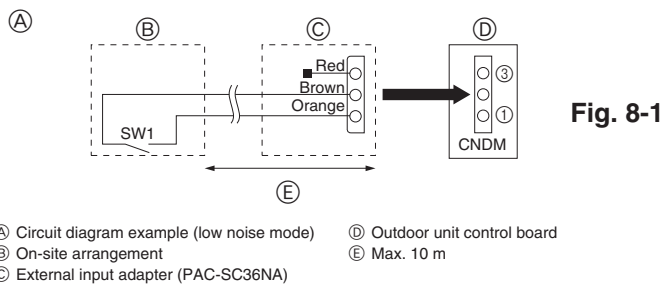 Ⓐ
Ⓑ
Ⓒ
Ⓓ
Red
Brown
Orange
SW1
③
①
CNDM
Fig. 8-1
Ⓔ
Ⓐ Circuit diagram example (low noise mode)
Ⓑ On-site arrangement
Ⓒ External input adapter (PAC-SC36NA)
Ⓓ Outdoor unit control board
Ⓔ Max. 10 m